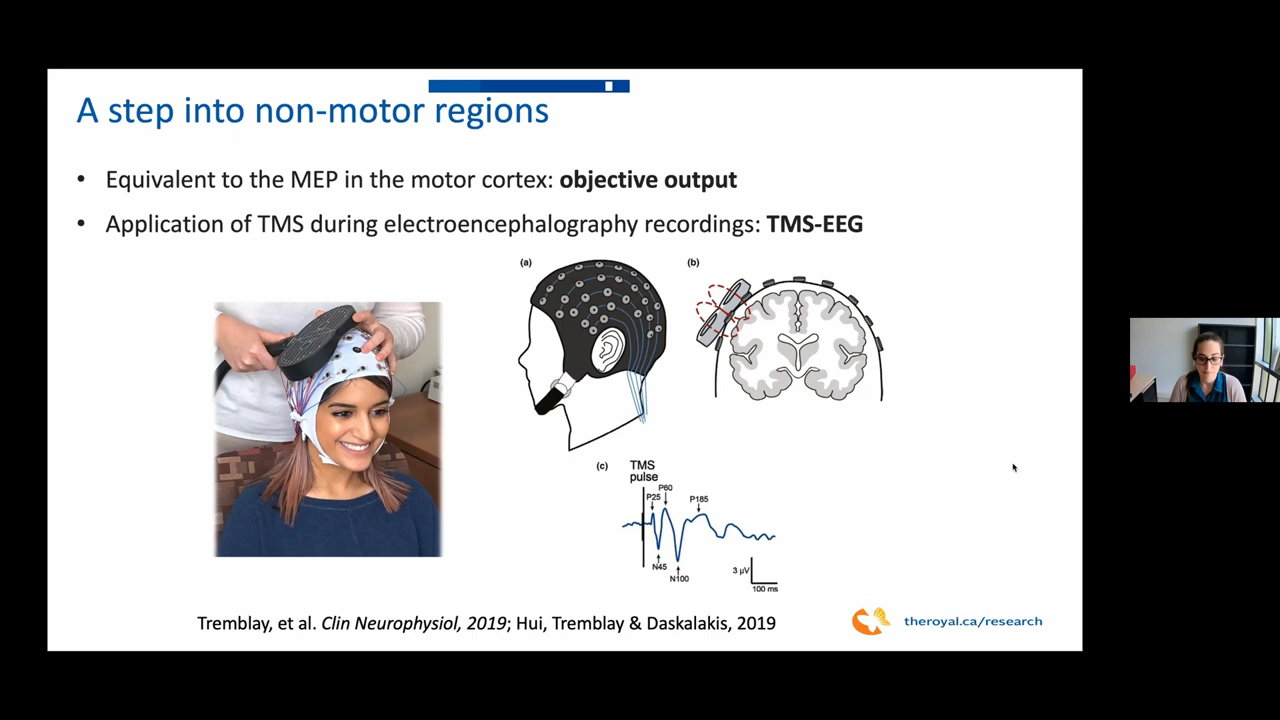 A step into non-motor regions
• Equivalent to the MEP in the motor cortex: objective output
• Application of TMS during electroencephalography recordings: TMS-EEG
(a)
(b)
(c)
TMS
pulse
P25
P60
P185
N45
N100
3 µV
100 ms
Tremblay, et al. Clin Neurophysiol, 2019; Hui, Tremblay & Daskalakis, 2019
theroyal.ca/research